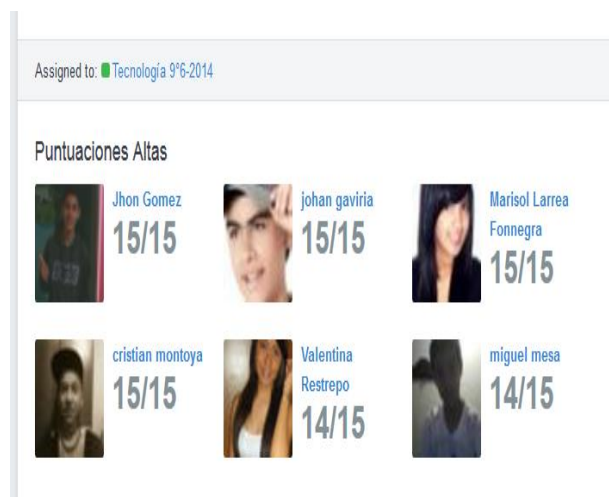 Assigned to: Tecnología 9°6-2014
Puntuaciones Altas
Jhon Gomez
15/15
johan gaviria
15/15
Marisol Larrea
Fonnegra
15/15
cristian montoya
15/15
Valentina
Restrepo
14/15
miguel mesa
14/15